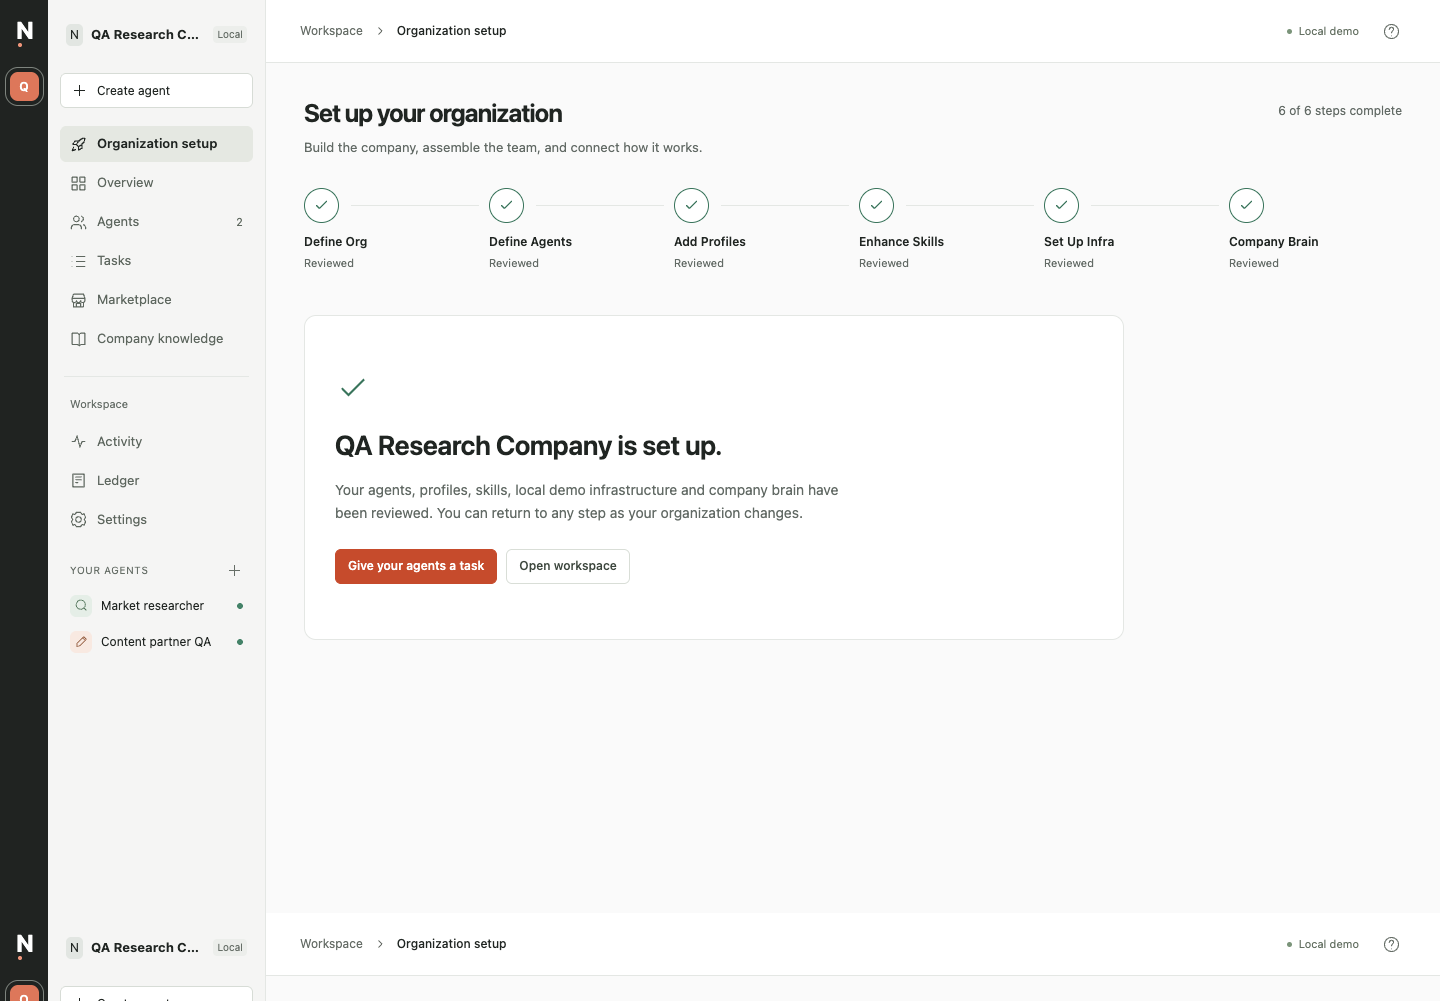 N
Q
N QA Research C... Local
Create agent
Organization setup
Overview
Agents 2
Tasks
Marketplace
Company knowledge
Workspace
Activity
Ledger
Settings
YOUR AGENTS
Market researcher
Content partner QA
Workspace > Organization setup
Local demo
Set up your organization
6 of 6 steps complete
Build the company, assemble the team, and connect how it works.
Define Org
Reviewed
Define Agents
Reviewed
Add Profiles
Reviewed
Enhance Skills
Reviewed
Set Up Infra
Reviewed
Company Brain
Reviewed
QA Research Company is set up.
Your agents, profiles, skills, local demo infrastructure and company brain have
been reviewed. You can return to any step as your organization changes.
Give your agents a task
Open workspace
N
N QA Research C... Local
Workspace > Organization setup
Local demo